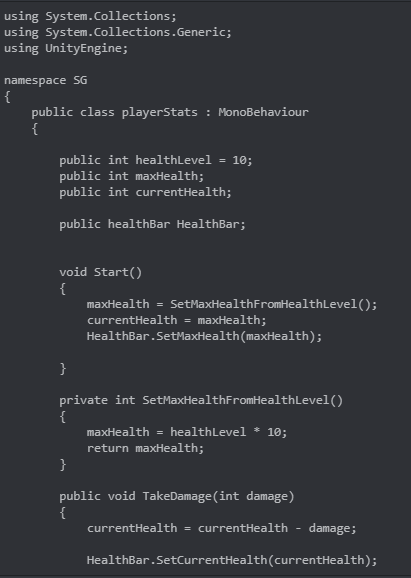 using System.Collections;
using System.Collections.Generic;
using UnityEngine;
namespace SG
{
public class playerStats : MonoBehaviour
{
public int healthLevel = 10;
public int maxHealth;
public int currentHealth;
public healthBar HealthBar;
void Start()
{
maxHealth = SetMaxHealthFromHealthLevel();
currentHealth = maxHealth;
HealthBar.SetMaxHealth(maxHealth);
}
private int SetMaxHealthFromHealthLevel()
{
maxHealth = healthLevel * 10;
return maxHealth;
}
public void TakeDamage(int damage)
{
currentHealth = currentHealth - damage;
HealthBar.SetCurrentHealth(currentHealth);